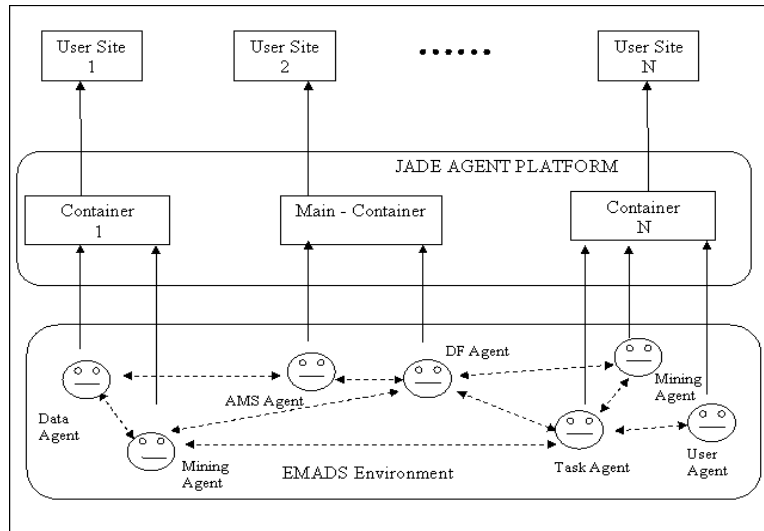 User Site
1
User Site
2
User Site
N
JADE AGENT PLATFORM
Container
1
Main - Container
Container
N
DF Agent
Mining
Agent
AMS Agent
Data
Agent
Mining
Agent
EMADS Environment
Task Agent
User
Agent